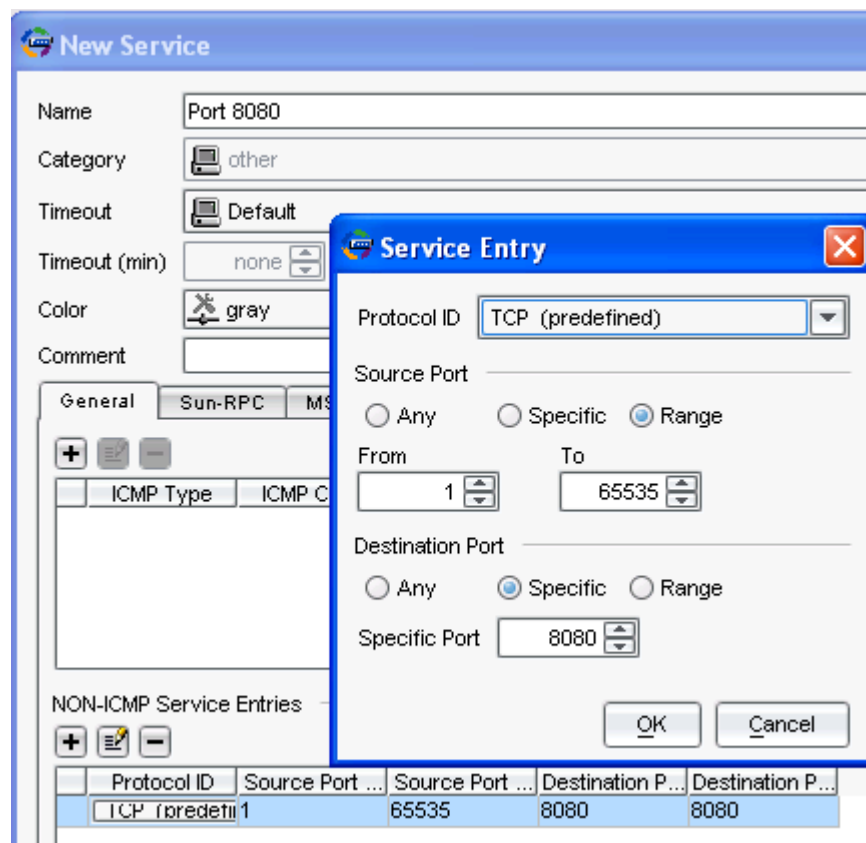 New Service
Name Port 8080
Category other
Timeout Default
Timeout (min) none
Color gray
Comment
General Sun-RPC
ICMP Type ICMP C
NON-ICMP Service Entries
Protocol ID Source Port ... Source Port ... Destination P... Destination P...
TCP (predefi 1 65535 8080 8080
Service Entry
Protocol ID TCP (predefined)
Source Port
Any Specific Range
From To
1 65535
Destination Port
Any Specific Range
Specific Port 8080
OK Cancel